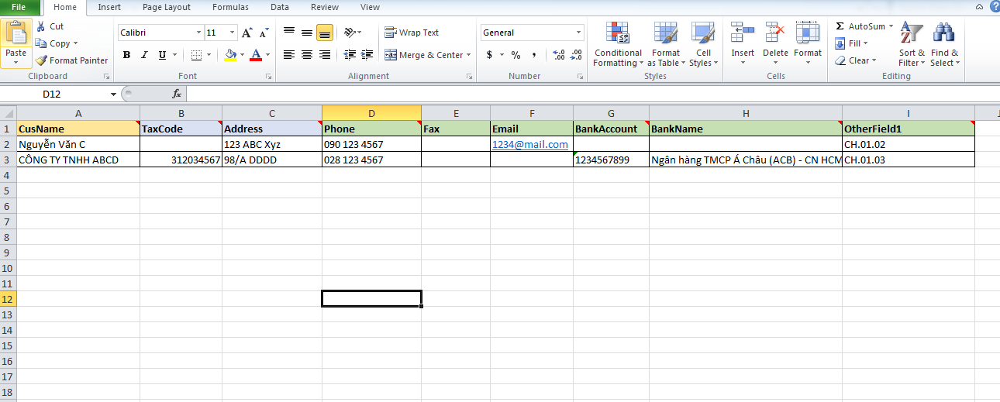 File Home Insert Page Layout Formulas Data Review View
Paste Cut Copy Format Painter Clipboard
Calibri 11 A A B I U A Font
Wrap Text Merge & Center Alignment
General $ % , .00 .0 Number
Conditional Formatting Format as Table Cell Styles Styles
Insert Delete Format Cells
Σ AutoSum Fill Clear Sort & Filter Find & Select Editing
D12 fx
A B C D E F G H I J
1 CusName TaxCode Address Phone Fax Email BankAccount BankName OtherField1
2 Nguyễn Văn C 123 ABC Xyz 090 123 4567 1234@mail.com CH.01.02
3 CÔNG TY TNHH ABCD 312034567 98/A DDDD 028 123 4567 1234567899 Ngân hàng TMCP Á Châu (ACB) - CN HCM CH.01.03
4
5
6
7
8
9
10
11
12
13
14
15
16
17
18